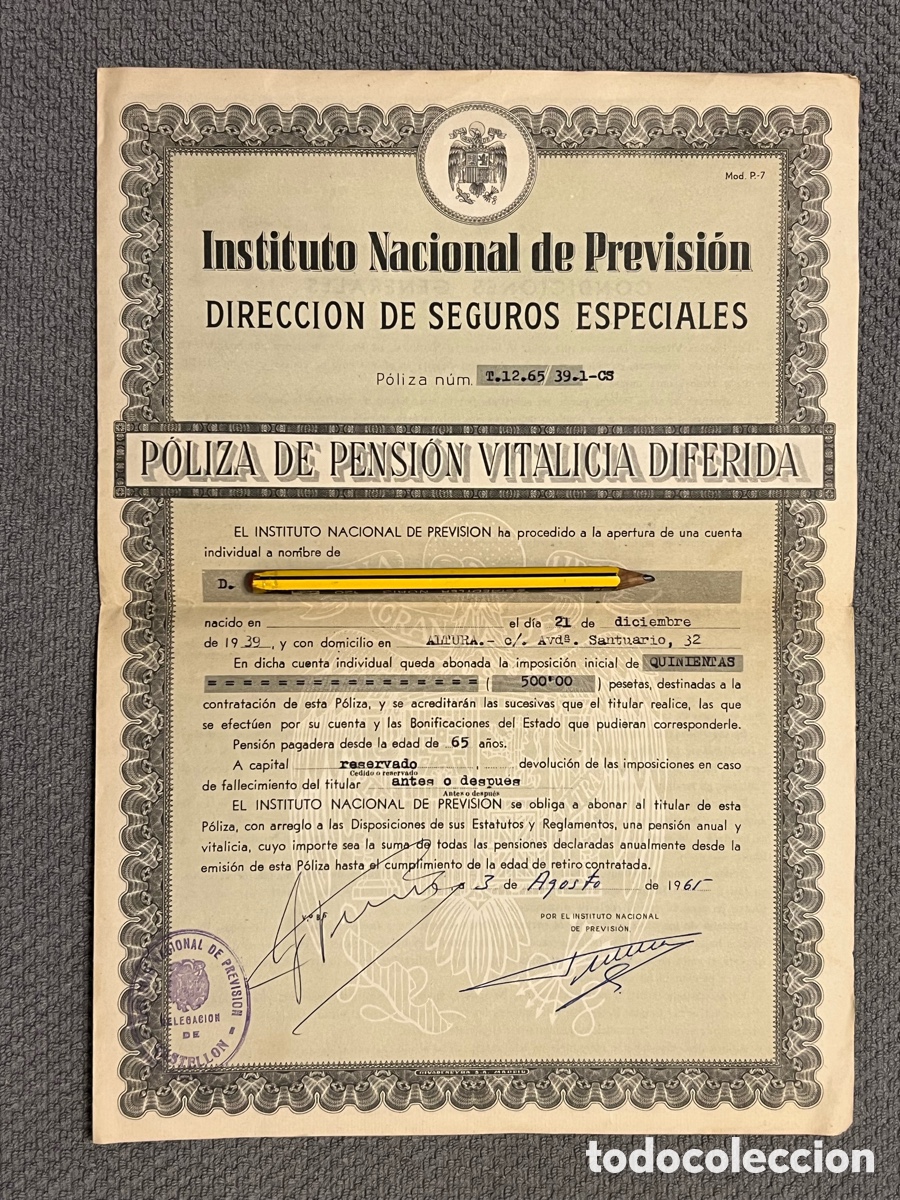 Mod. P.-7
Instituto Nacional de Previsión
DIRECCION DE SEGUROS ESPECIALES
Póliza núm. T.12.65/39.1-CS
PÓLIZA DE PENSIÓN VITALICIA DIFERIDA
EL INSTITUTO NACIONAL DE PREVISION ha procedido a la apertura de una cuenta
individual a nombre de
D.
nacido en el día 21 de diciembre
de 1939, y con domicilio en ALTURA.- c/. Avdª. Santuario, 32
En dicha cuenta individual queda abonada la imposición inicial de QUINIENTAS
= = = = = = = = = = = = = = = = (500'00) pesetas, destinadas a la
contratación de esta Póliza, y se acreditarán las sucesivas que el titular realice, las que
se efectúen por su cuenta y las Bonificaciones del Estado que pudieran corresponderle.
Pensión pagadera desde la edad de 65 años.
A capital reservado, devolución de las imposiciones en caso
Cedido o reservado
de fallecimiento del titular antes o después
Antes o después
EL INSTITUTO NACIONAL DE PREVISION se obliga a abonar al titular de esta
Póliza, con arreglo a las Disposiciones de sus Estatutos y Reglamentos, una pensión anual y
vitalicia, cuyo importe sea la suma de todas las pensiones declaradas anualmente desde la
emisión de esta Póliza hasta el cumplimiento de la edad de retiro contratada.
a 3 de Agosto de 1965
V.º B.º
POR EL INSTITUTO NACIONAL
DE PREVISIÓN,
DE PREVISION
DELEGACION
DE
CASTELLON
RIVADENEYRA S.A. MADRID
todocoleccion